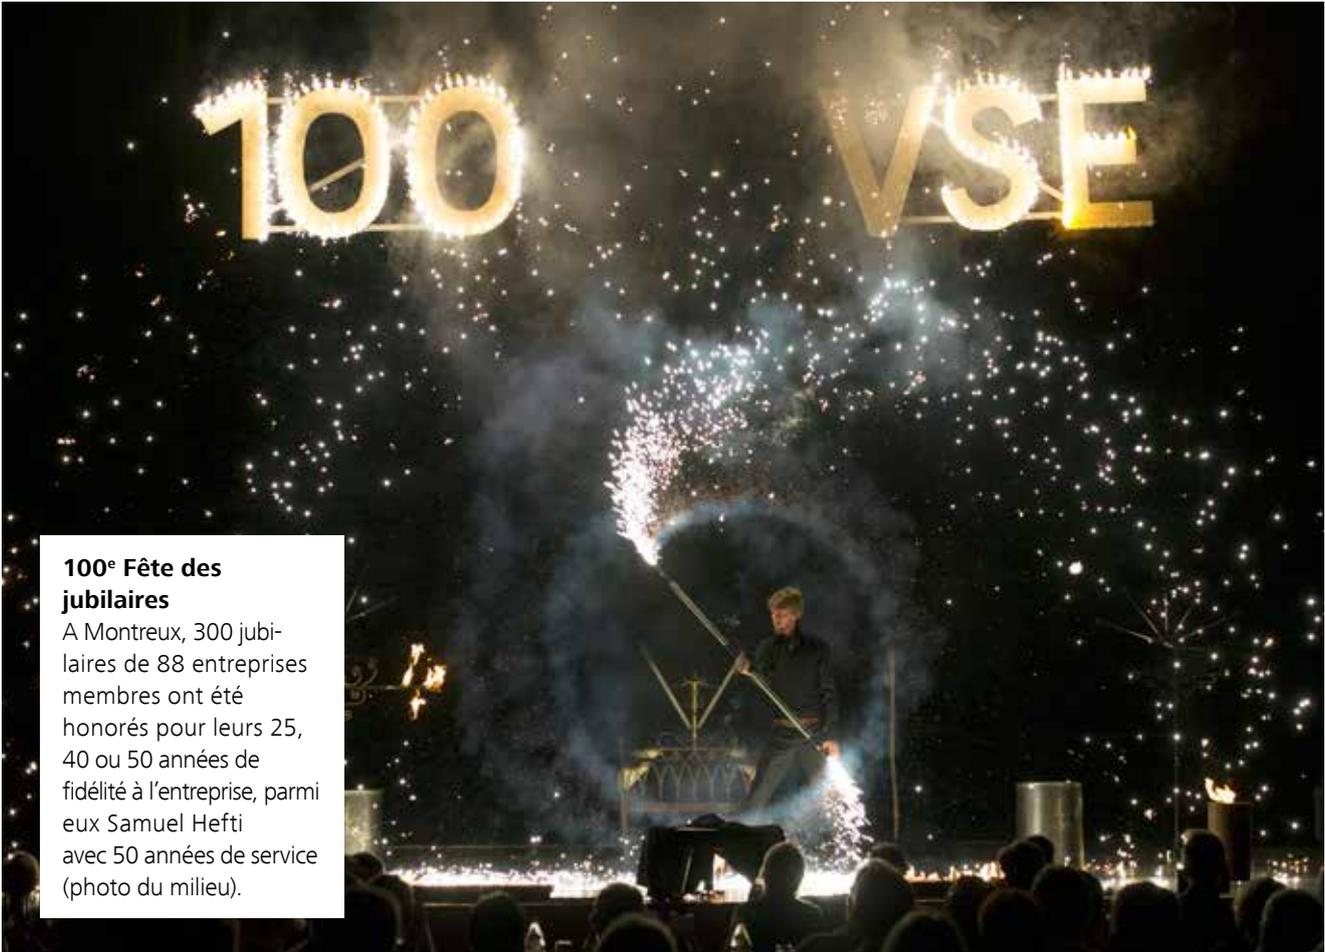 100 VSE
100e Fête des
jubilaires
A Montreux, 300 jubi-
laires de 88 entreprises
membres ont été
honorés pour leurs 25,
40 ou 50 années de
fidélité à l’entreprise, parmi
eux Samuel Hefti
avec 50 années de service
(photo du milieu).